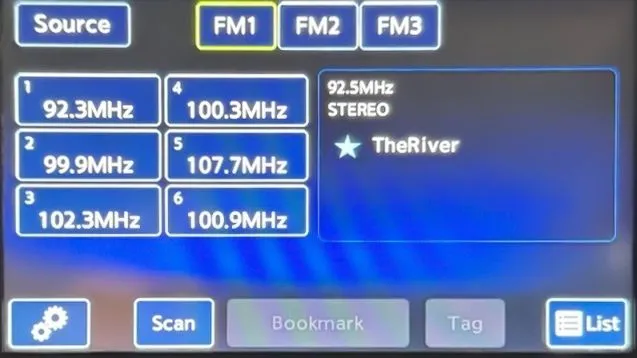 Source
FM1 FM2 FM3
1 92.3MHz
2 99.9MHz
3 102.3MHz
4 100.3MHz
5 107.7MHz
6 100.9MHz
92.5MHz
STEREO
TheRiver
Scan
Bookmark
Tag
List